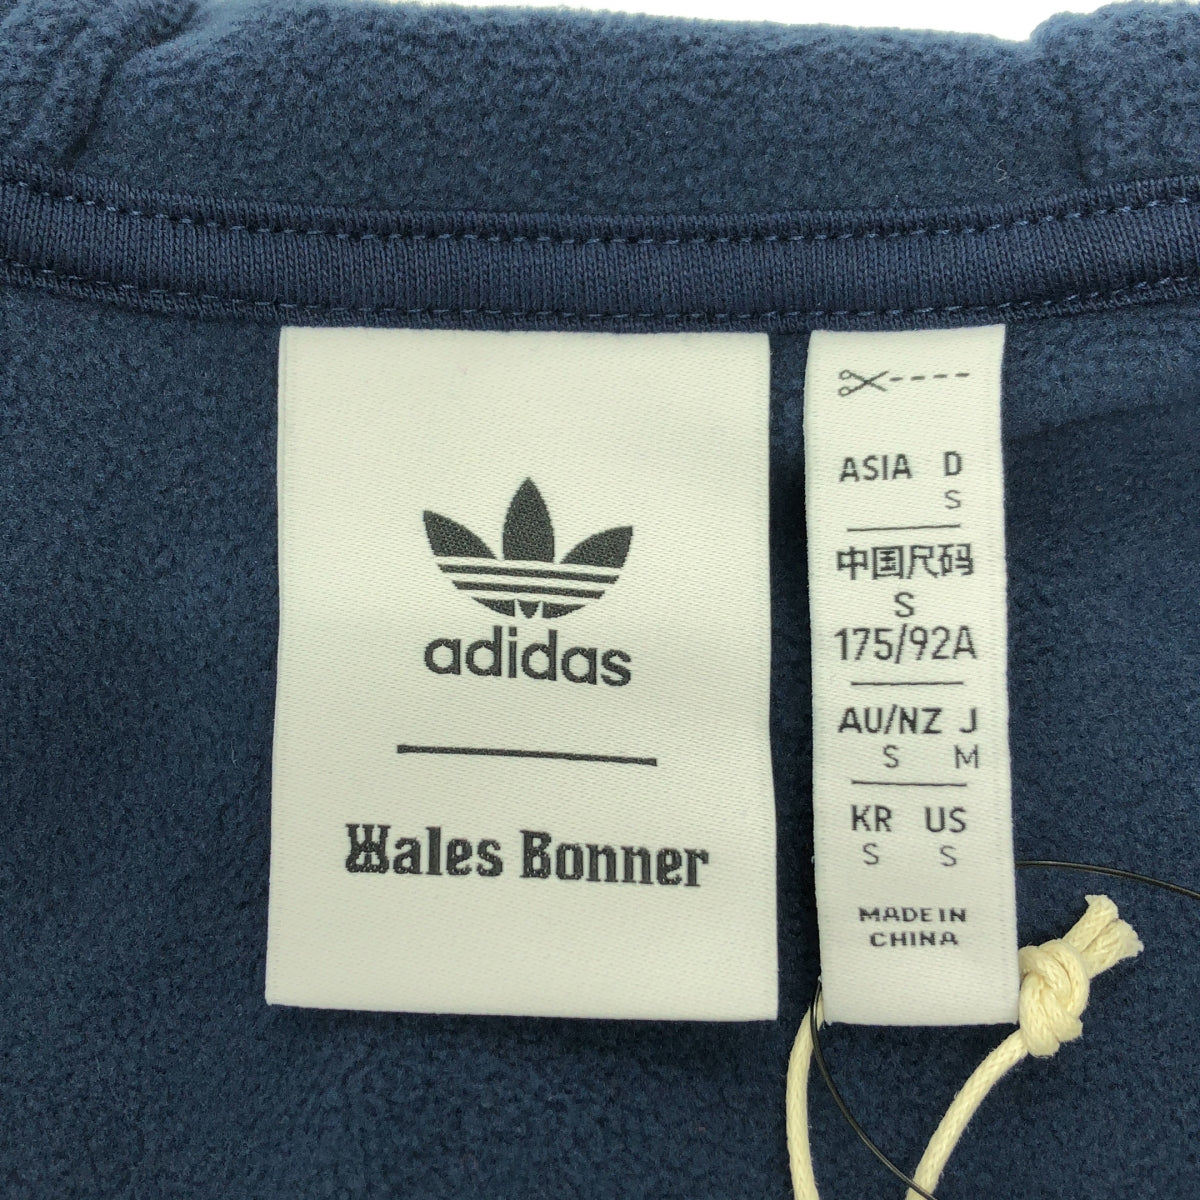 adidas
Wales Bonner
ASIA D
S
中国尺码
S
175/92A
AU/NZ J
S M
KR US
S S
MADE IN
CHINA